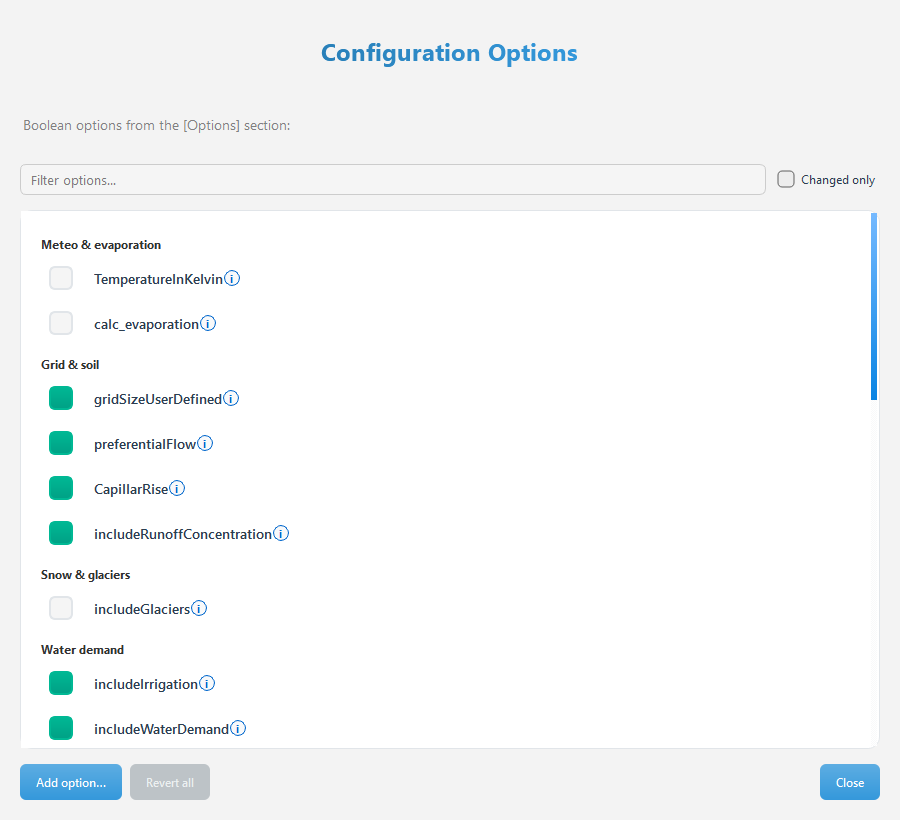 Configuration Options
Boolean options from the [Options] section:
Filter options...
Changed only
Meteo & evaporation
TemperatureInKelvin
calc_evaporation
Grid & soil
gridSizeUserDefined
preferentialFlow
CapillarRise
includeRunoffConcentration
Snow & glaciers
includeGlaciers
Water demand
includeIrrigation
includeWaterDemand
Add option...
Revert all
Close